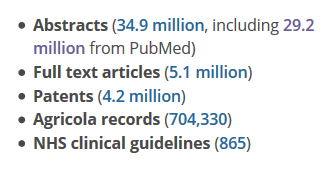 • Abstracts (34.9 million, including 29.2
million from PubMed)
• Full text articles (5.1 million)
• Patents (4.2 million)
• Agricola records (704,330)
• NHS clinical guidelines (865)